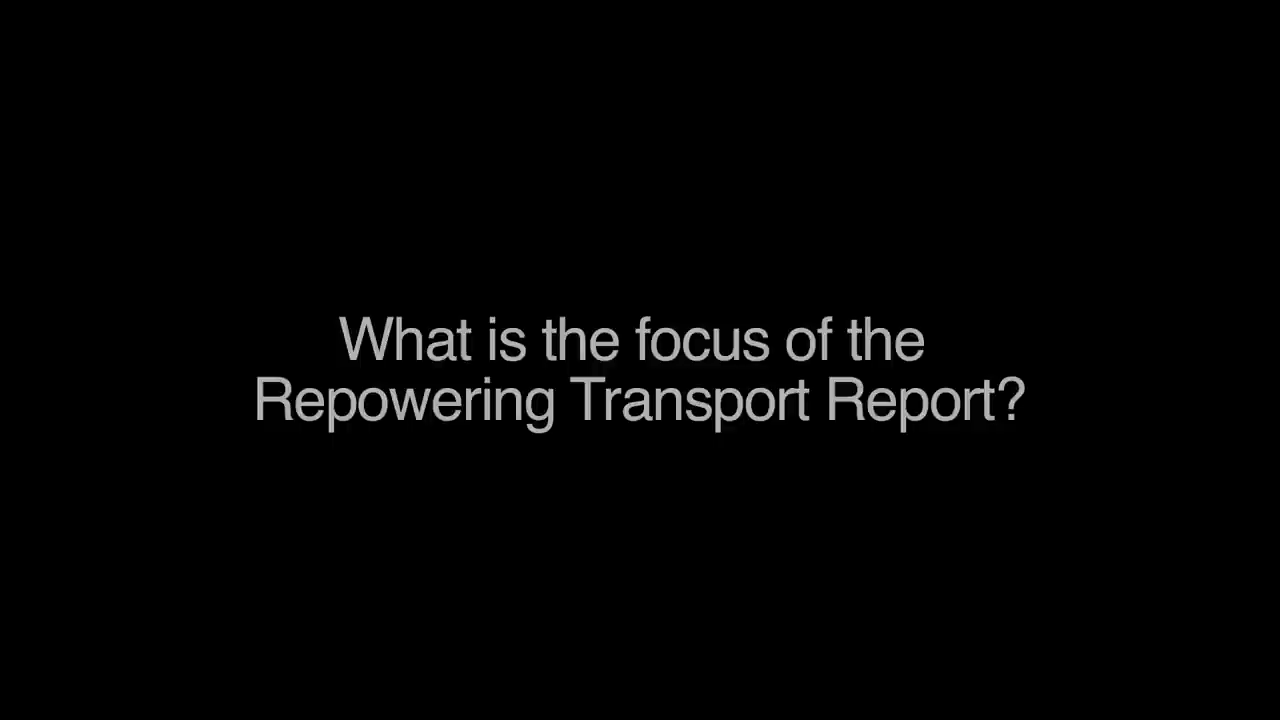 What is the focus of the
Repowering Transport Report?